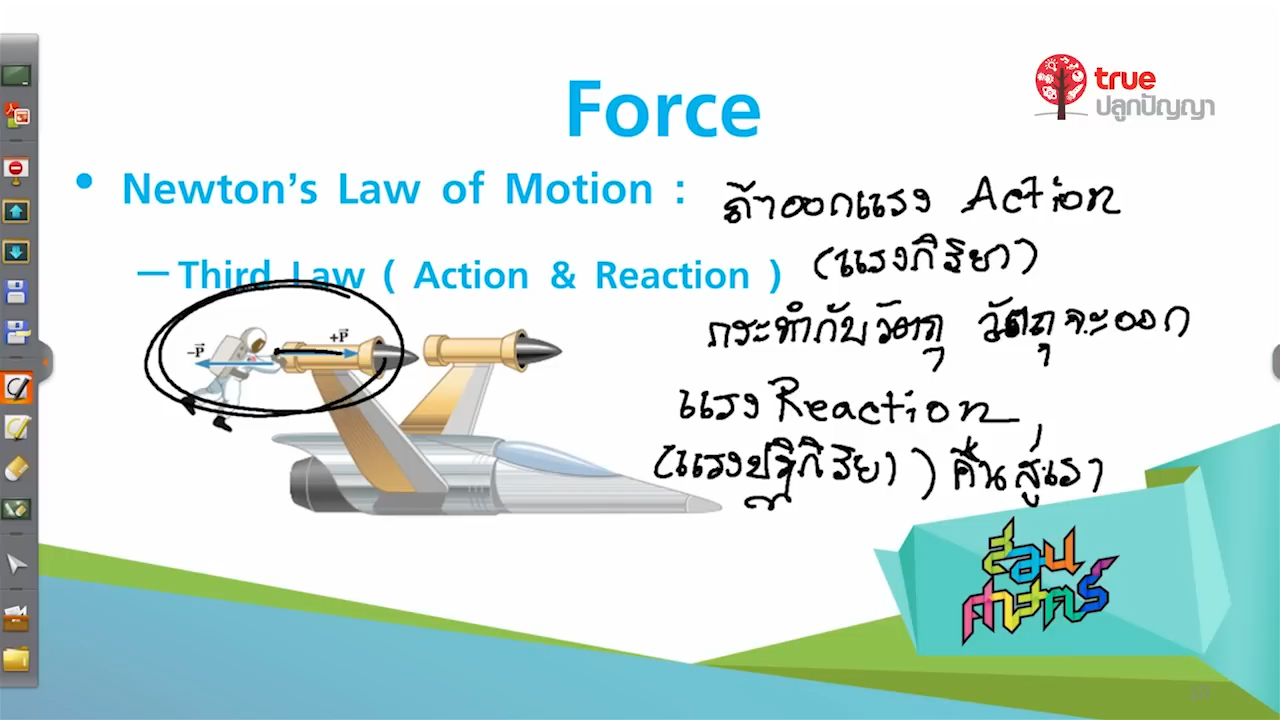 true
ปลูกปัญญา
Force
• Newton's Law of Motion :
ถ้าออกแรง Action
(แรงกิริยา)
— Third Law ( Action & Reaction )
กระทำกับวัตถุ วัตถุจะออก
-P⃗
+P⃗
แรง Reaction
(แรงปฏิกิริยา) คืนสู่เรา
สอน
ศาสตร์